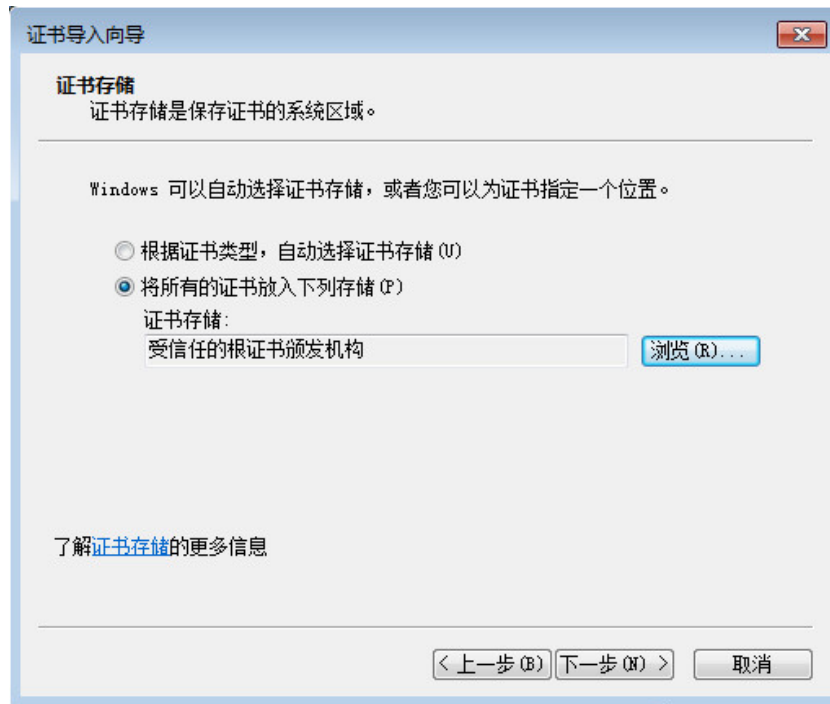 证书导入向导
证书存储
证书存储是保存证书的系统区域。
Windows 可以自动选择证书存储，或者您可以为证书指定一个位置。
根据证书类型，自动选择证书存储(U)
将所有的证书放入下列存储(P)
证书存储:
受信任的根证书颁发机构 浏览(R)...
了解证书存储的更多信息
< 上一步(B) 下一步(N) > 取消